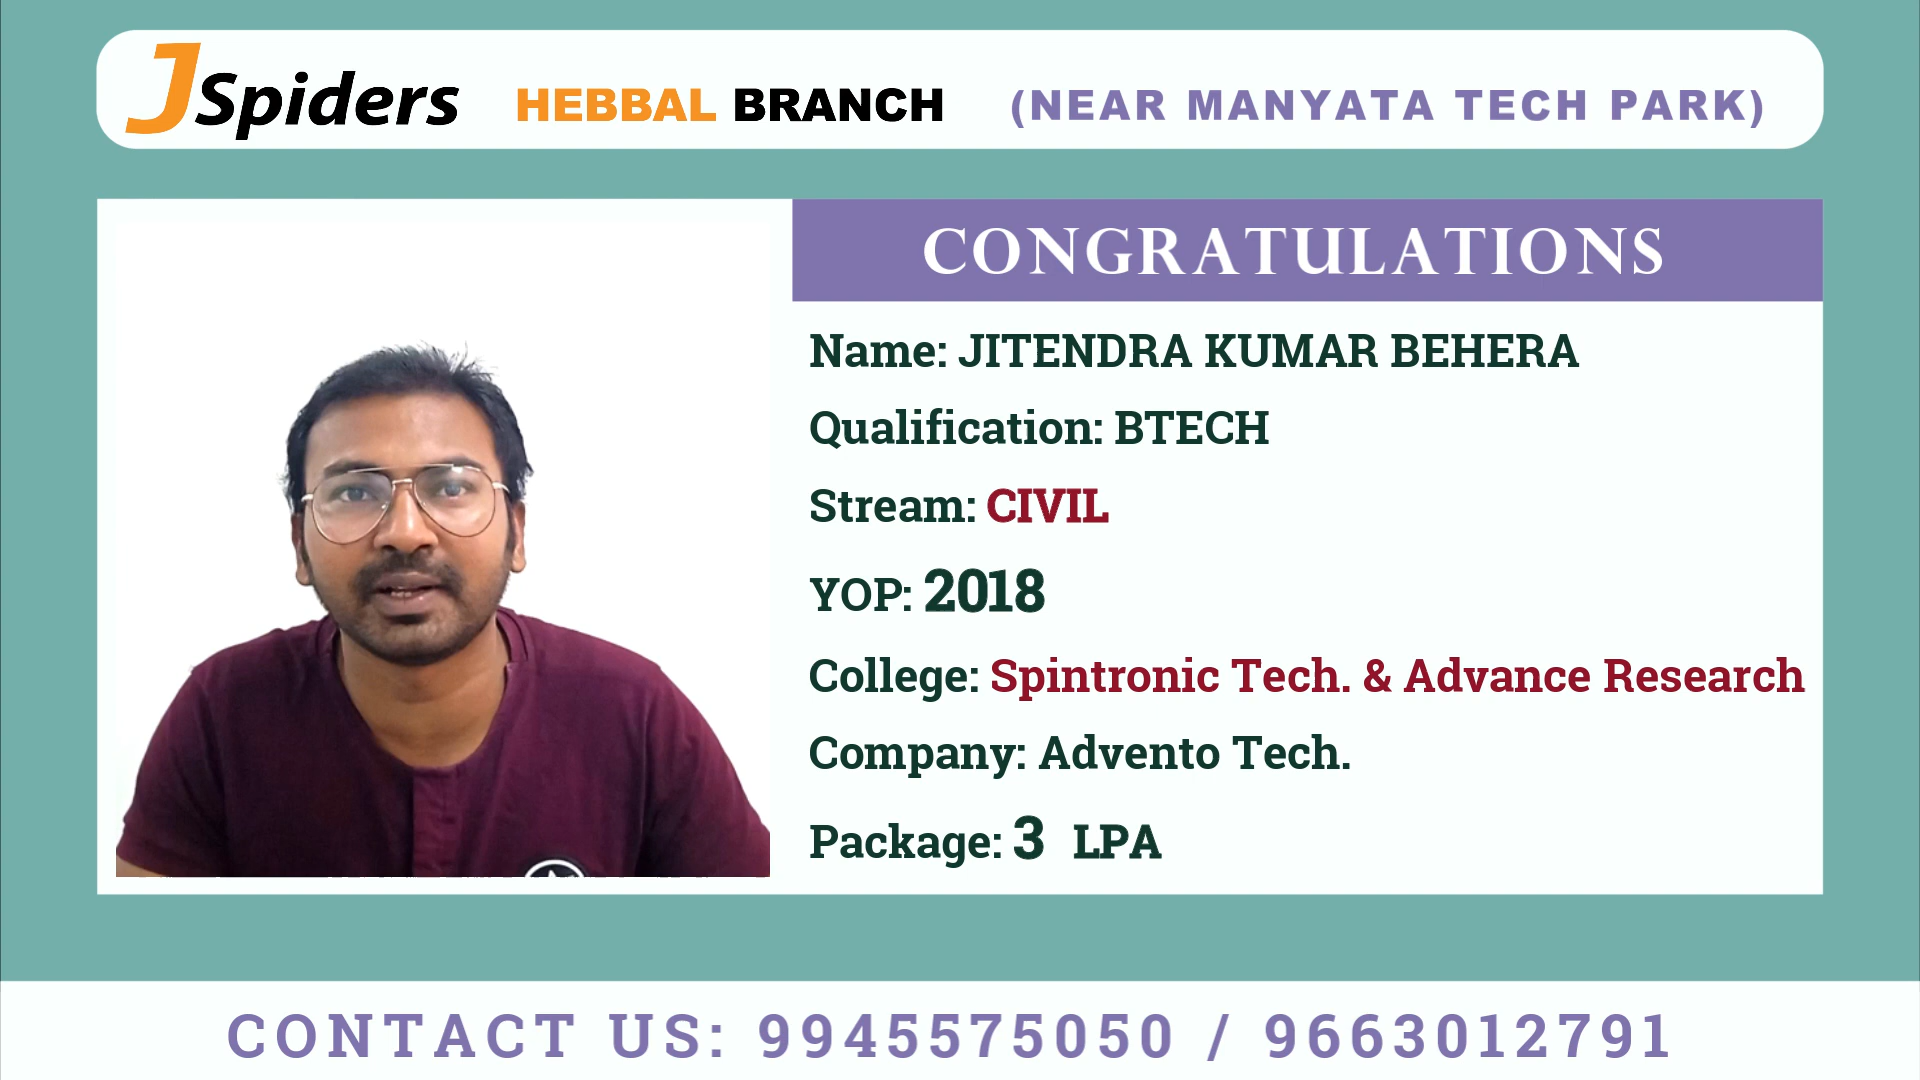 JSpiders HEBBAL BRANCH (NEAR MANYATA TECH PARK)
CONGRATULATIONS
Name: JITENDRA KUMAR BEHERA
Qualification: BTECH
Stream: CIVIL
YOP: 2018
College: Spintronic Tech. & Advance Research
Company: Advento Tech.
Package: 3 LPA
CONTACT US: 9945575050 / 9663012791